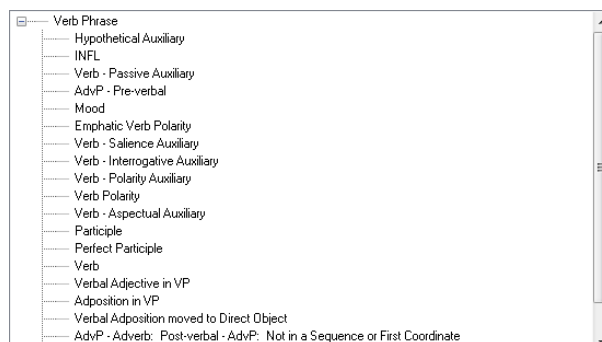 Verb Phrase
Hypothetical Auxiliary
INFL
Verb - Passive Auxiliary
AdvP - Pre-verbal
Mood
Emphatic Verb Polarity
Verb - Salience Auxiliary
Verb - Interrogative Auxiliary
Verb - Polarity Auxiliary
Verb Polarity
Verb - Aspectual Auxiliary
Participle
Perfect Participle
Verb
Verbal Adjective in VP
Adposition in VP
Verbal Adposition moved to Direct Object
AdvP - Adverb:  Post-verbal - AdvP:  Not in a Sequence or First Coordinate